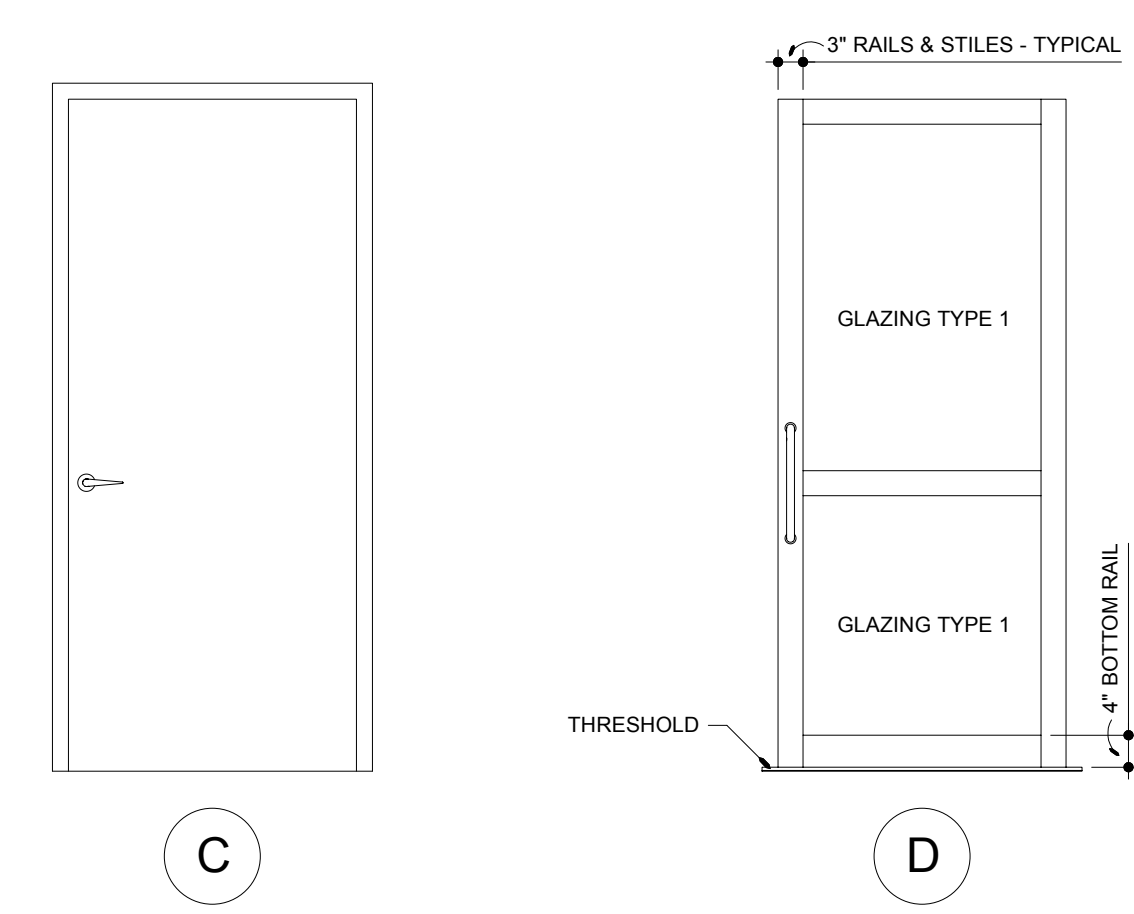 3" RAILS & STILES - TYPICAL
GLAZING TYPE 1
GLAZING TYPE 1
4" BOTTOM RAIL
THRESHOLD
C
D